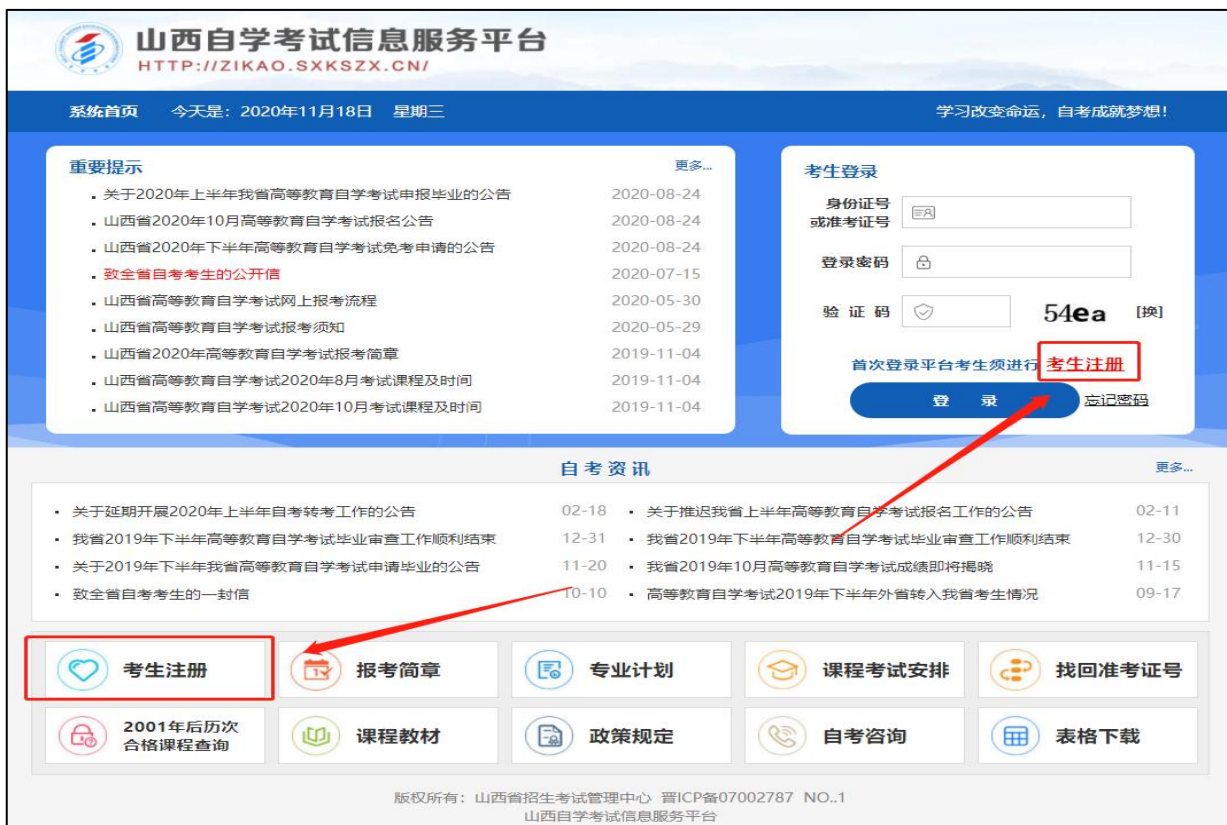 山西自学考试信息服务平台
HTTP://ZIKAO.SXKSZX.CN/
系统首页 今天是：2020年11月18日 星期三 学习改变命运，自考成就梦想！
重要提示 更多...
关于2020年上半年我省高等教育自学考试申报毕业的公告 2020-08-24
山西省2020年10月高等教育自学考试报名公告 2020-08-24
山西省2020年下半年高等教育自学考试免考申请的公告 2020-08-24
致全省自考考生的公开信 2020-07-15
山西省高等教育自学考试网上报考流程 2020-05-30
山西省高等教育自学考试报考须知 2020-05-29
山西省2020年高等教育自学考试报考简章 2019-11-04
山西省高等教育自学考试2020年8月考试课程及时间 2019-11-04
山西省高等教育自学考试2020年10月考试课程及时间 2019-11-04
考生登录
身份证号
或准考证号
登录密码
验 证 码 54ea [换]
首次登录平台考生须进行 考生注册
登 录 忘记密码
自考资讯 更多...
关于延期开展2020年上半年自考转考工作的公告 02-18 关于推迟我省上半年高等教育自学考试报名工作的公告 02-11
我省2019年下半年高等教育自学考试毕业审查工作顺利结束 12-31 我省2019年下半年高等教育自学考试毕业审查工作顺利结束 12-30
关于2019年下半年我省高等教育自学考试申请毕业的公告 11-20 我省2019年10月高等教育自学考试成绩即将揭晓 11-15
致全省自考考生的一封信 10-10 高等教育自学考试2019年下半年外省转入我省考生情况 09-17
考生注册 报考简章 专业计划 课程考试安排 找回准考证号
2001年后历次
合格课程查询 课程教材 政策规定 自考咨询 表格下载
版权所有：山西省招生考试管理中心 晋ICP备07002787 NO..1
山西自学考试信息服务平台